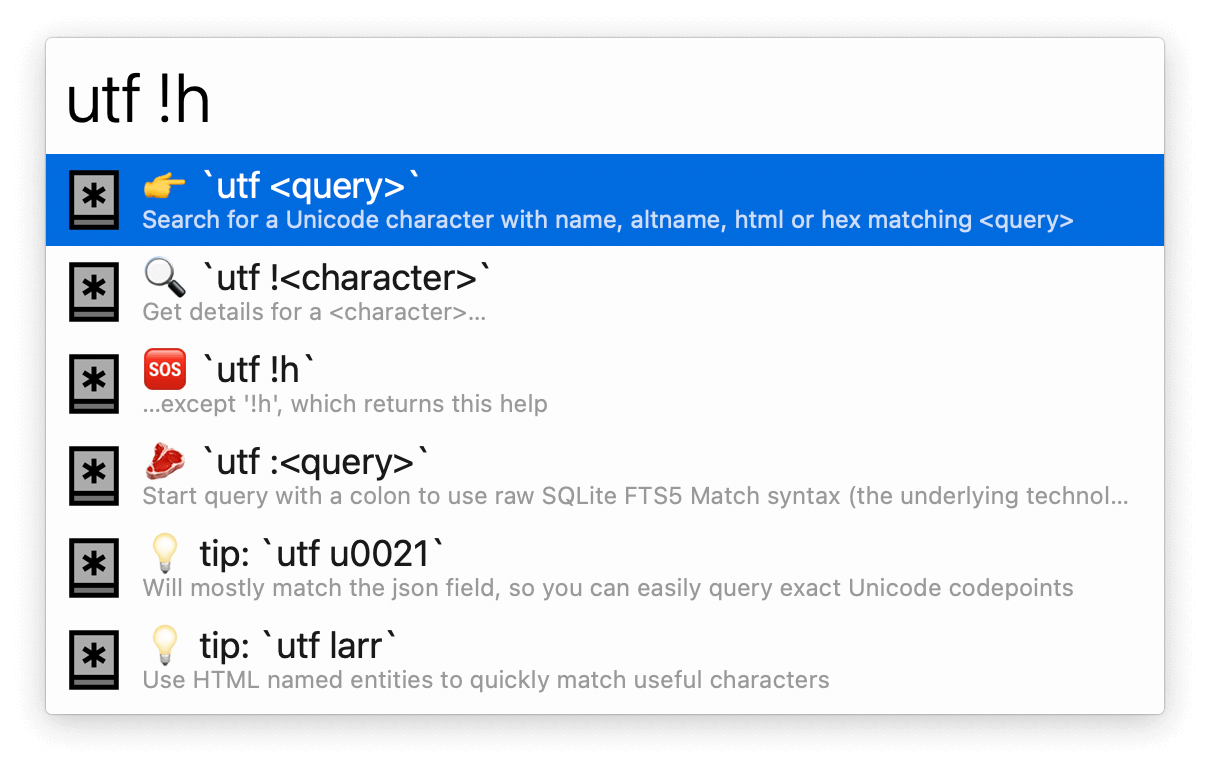 utf !h
👉 `utf <query>`
Search for a Unicode character with name, altname, html or hex matching <query>
🔍 `utf !<character>`
Get details for a <character>...
🆘 `utf !h`
...except '!h', which returns this help
🥩 `utf :<query>`
Start query with a colon to use raw SQLite FTS5 Match syntax (the underlying technol...
💡 tip: `utf u0021`
Will mostly match the json field, so you can easily query exact Unicode codepoints
💡 tip: `utf larr`
Use HTML named entities to quickly match useful characters